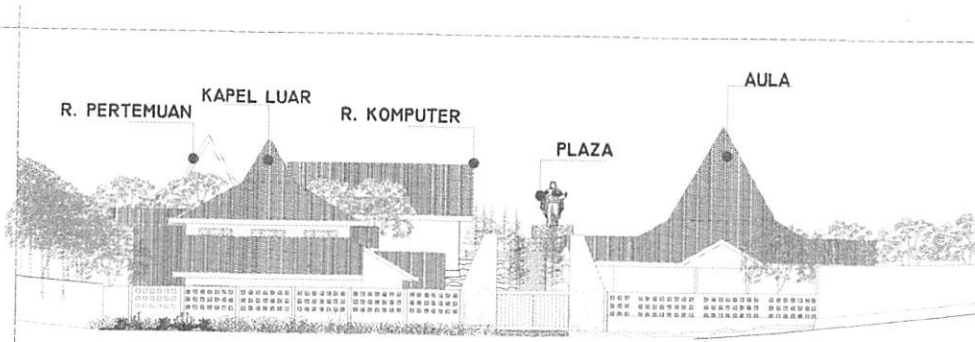 R. PERTEMUAN
KAPEL LUAR
R. KOMPUTER
PLAZA
AULA